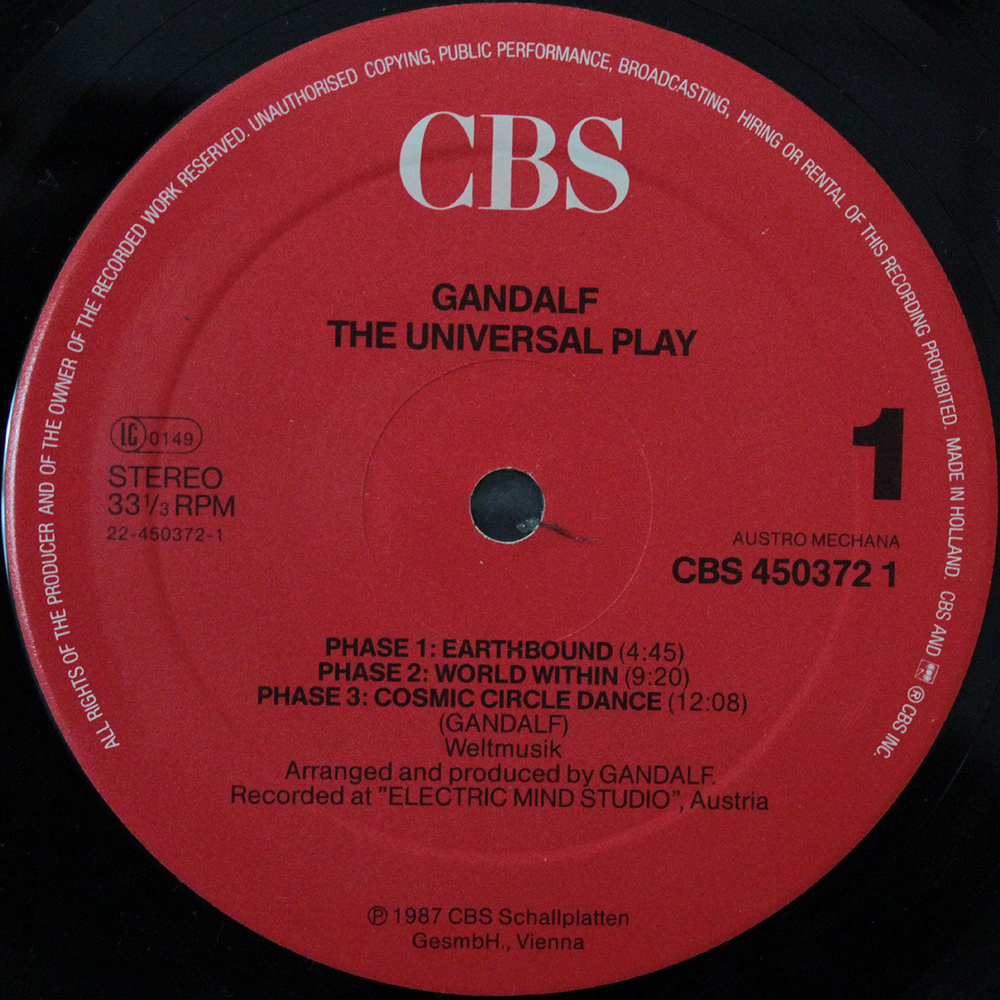 ALL RIGHTS OF THE PRODUCER AND OF THE OWNER OF THE RECORDED WORK RESERVED. UNAUTHORISED COPYING, PUBLIC PERFORMANCE, BROADCASTING, HIRING OR RENTAL OF THIS RECORDING PROHIBITED. MADE IN HOLLAND. CBS AND ® CBS INC.
CBS
GANDALF
THE UNIVERSAL PLAY
LC 0149
STEREO
33 1/3 RPM
22-450372-1
1
AUSTRO MECHANA
CBS 450372 1
PHASE 1: EARTHBOUND (4:45)
PHASE 2: WORLD WITHIN (9:20)
PHASE 3: COSMIC CIRCLE DANCE (12:08)
(GANDALF)
Weltmusik
Arranged and produced by GANDALF.
Recorded at ”ELECTRIC MIND STUDIO”, Austria
℗ 1987 CBS Schallplatten
GesmbH., Vienna